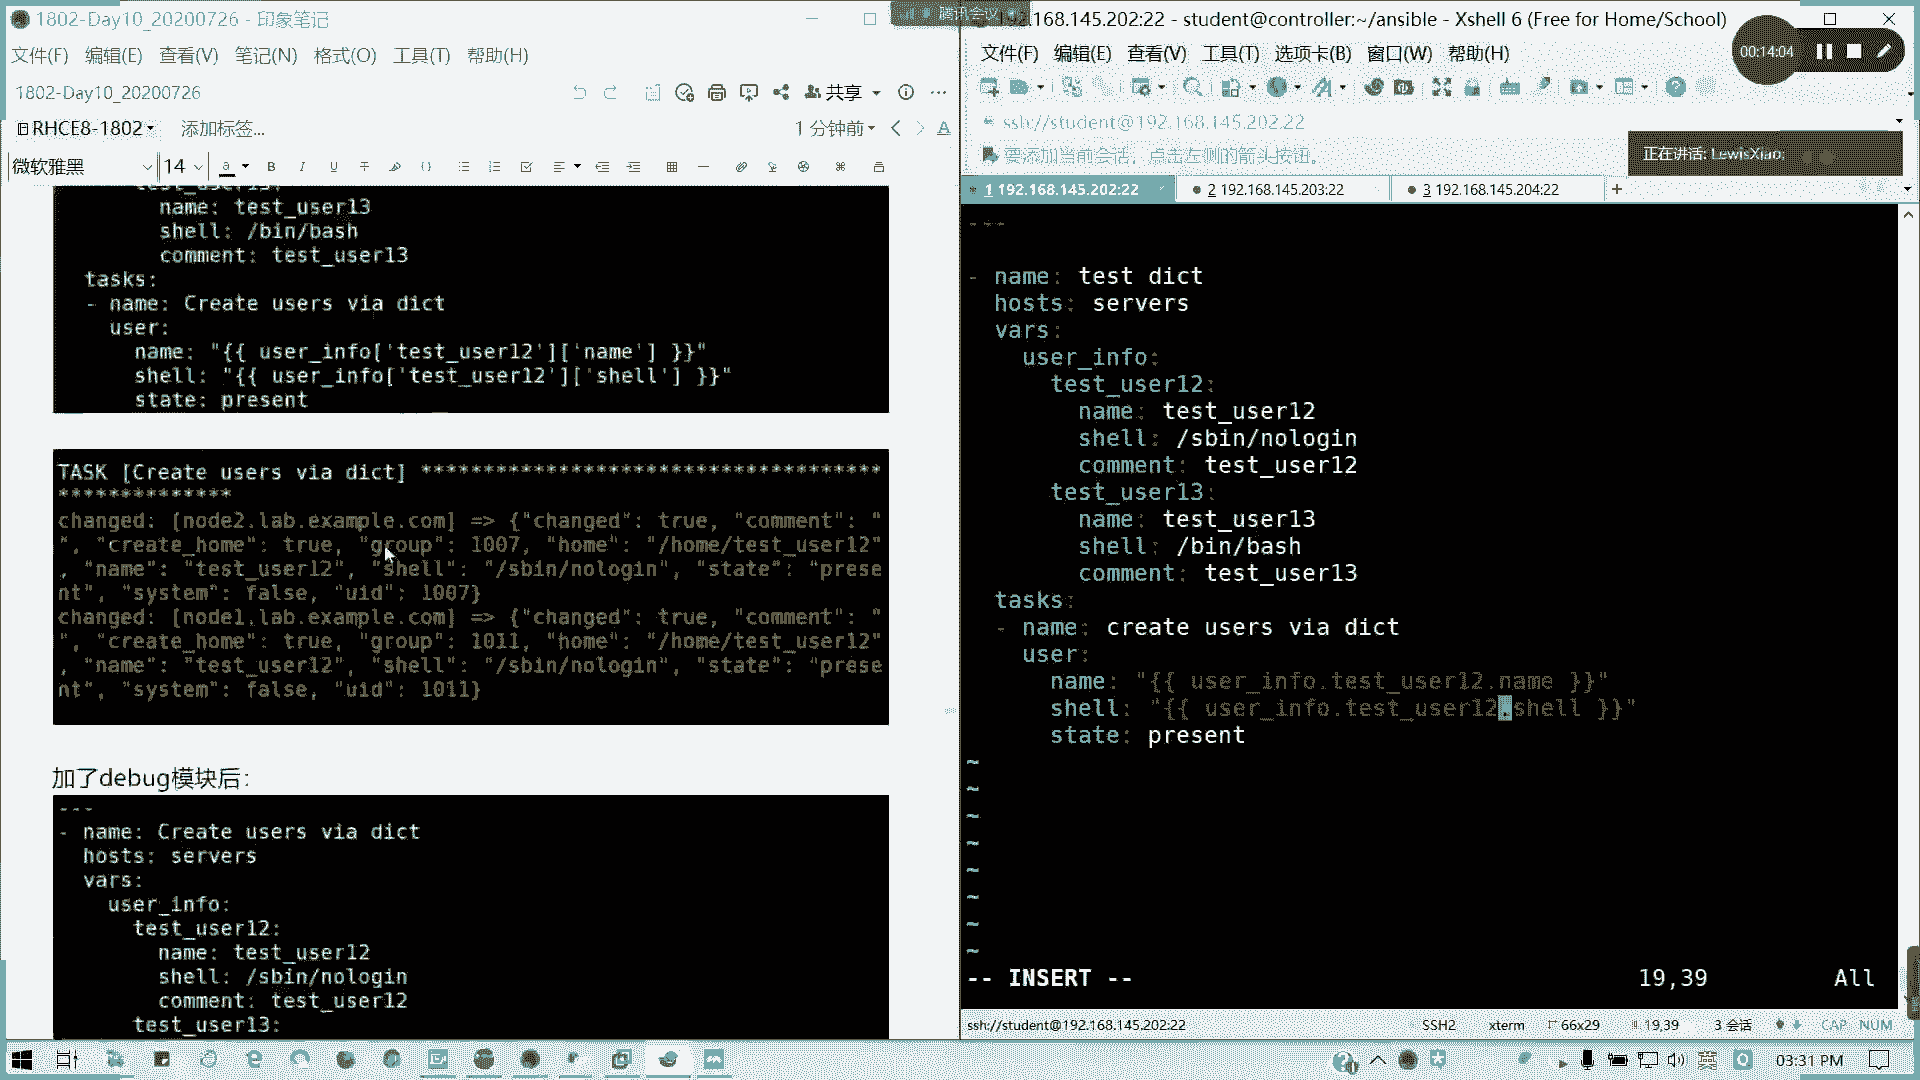 1802-Day10_20200726 - 印象笔记
文件(F) 编辑(E) 查看(V) 笔记(N) 格式(O) 工具(T) 帮助(H)
1802-Day10_20200726
共享
RHCE8-1802
添加标签...
1 分钟前
微软雅黑
14
test_user13:
name: test_user13
shell: /bin/bash
comment: test_user13
tasks:
- name: Create users via dict
user:
name: "{{ user_info['test_user12']['name'] }}"
shell: "{{ user_info['test_user12']['shell'] }}"
state: present
TASK [Create users via dict] *************************************
**************
changed: [node2.lab.example.com] => {"changed": true, "comment": "
", "create_home": true, "group": 1007, "home": "/home/test_user12"
, "name": "test_user12", "shell": "/sbin/nologin", "state": "prese
nt", "system": false, "uid": 1007}
changed: [node1.lab.example.com] => {"changed": true, "comment": "
", "create_home": true, "group": 1011, "home": "/home/test_user12"
, "name": "test_user12", "shell": "/sbin/nologin", "state": "prese
nt", "system": false, "uid": 1011}
加了debug模块后:
---
- name: Create users via dict
hosts: servers
vars:
user_info:
test_user12:
name: test_user12
shell: /sbin/nologin
comment: test_user12
test_user13:
腾讯会议
192.168.145.202:22 - student@controller:~/ansible - Xshell 6 (Free for Home/School)
00:14:04
文件(F) 编辑(E) 查看(V) 工具(T) 选项卡(B) 窗口(W) 帮助(H)
ssh://student@192.168.145.202:22
要添加当前会话，点击左侧的箭头按钮。
正在讲话: LewisXiao;
1 192.168.145.202:22
2 192.168.145.203:22
3 192.168.145.204:22
---
- name: test dict
hosts: servers
vars:
user_info:
test_user12:
name: test_user12
shell: /sbin/nologin
comment: test_user12
test_user13:
name: test_user13
shell: /bin/bash
comment: test_user13
tasks:
- name: create users via dict
user:
name: "{{ user_info.test_user12.name }}"
shell: "{{ user_info.test_user12.shell }}"
state: present
~
~
~
~
~
~
~
~
-- INSERT --
19,39
All
ssh://student@192.168.145.202:22
SSH2
xterm
66x29
19,39
3 会话
CAP
NUM
英
03:31 PM